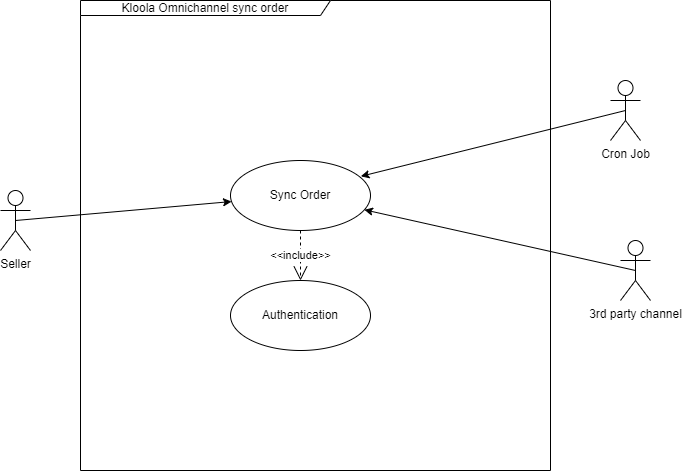 Kloola Omnichannel sync order
Cron Job
Sync Order
Seller
<<include>>
3rd party channel
Authentication